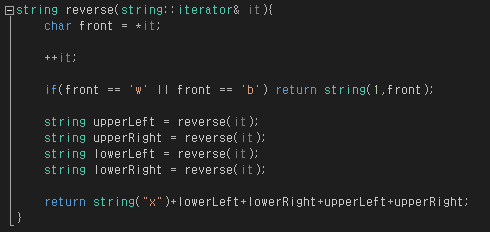 string reverse(string::iterator& it){
char front = *it;
++it;
if(front == 'w' || front == 'b') return string(1,front);
string upperLeft = reverse(it);
string upperRight = reverse(it);
string lowerLeft = reverse(it);
string lowerRight = reverse(it);
return string("x")+lowerLeft+lowerRight+upperLeft+upperRight;
}